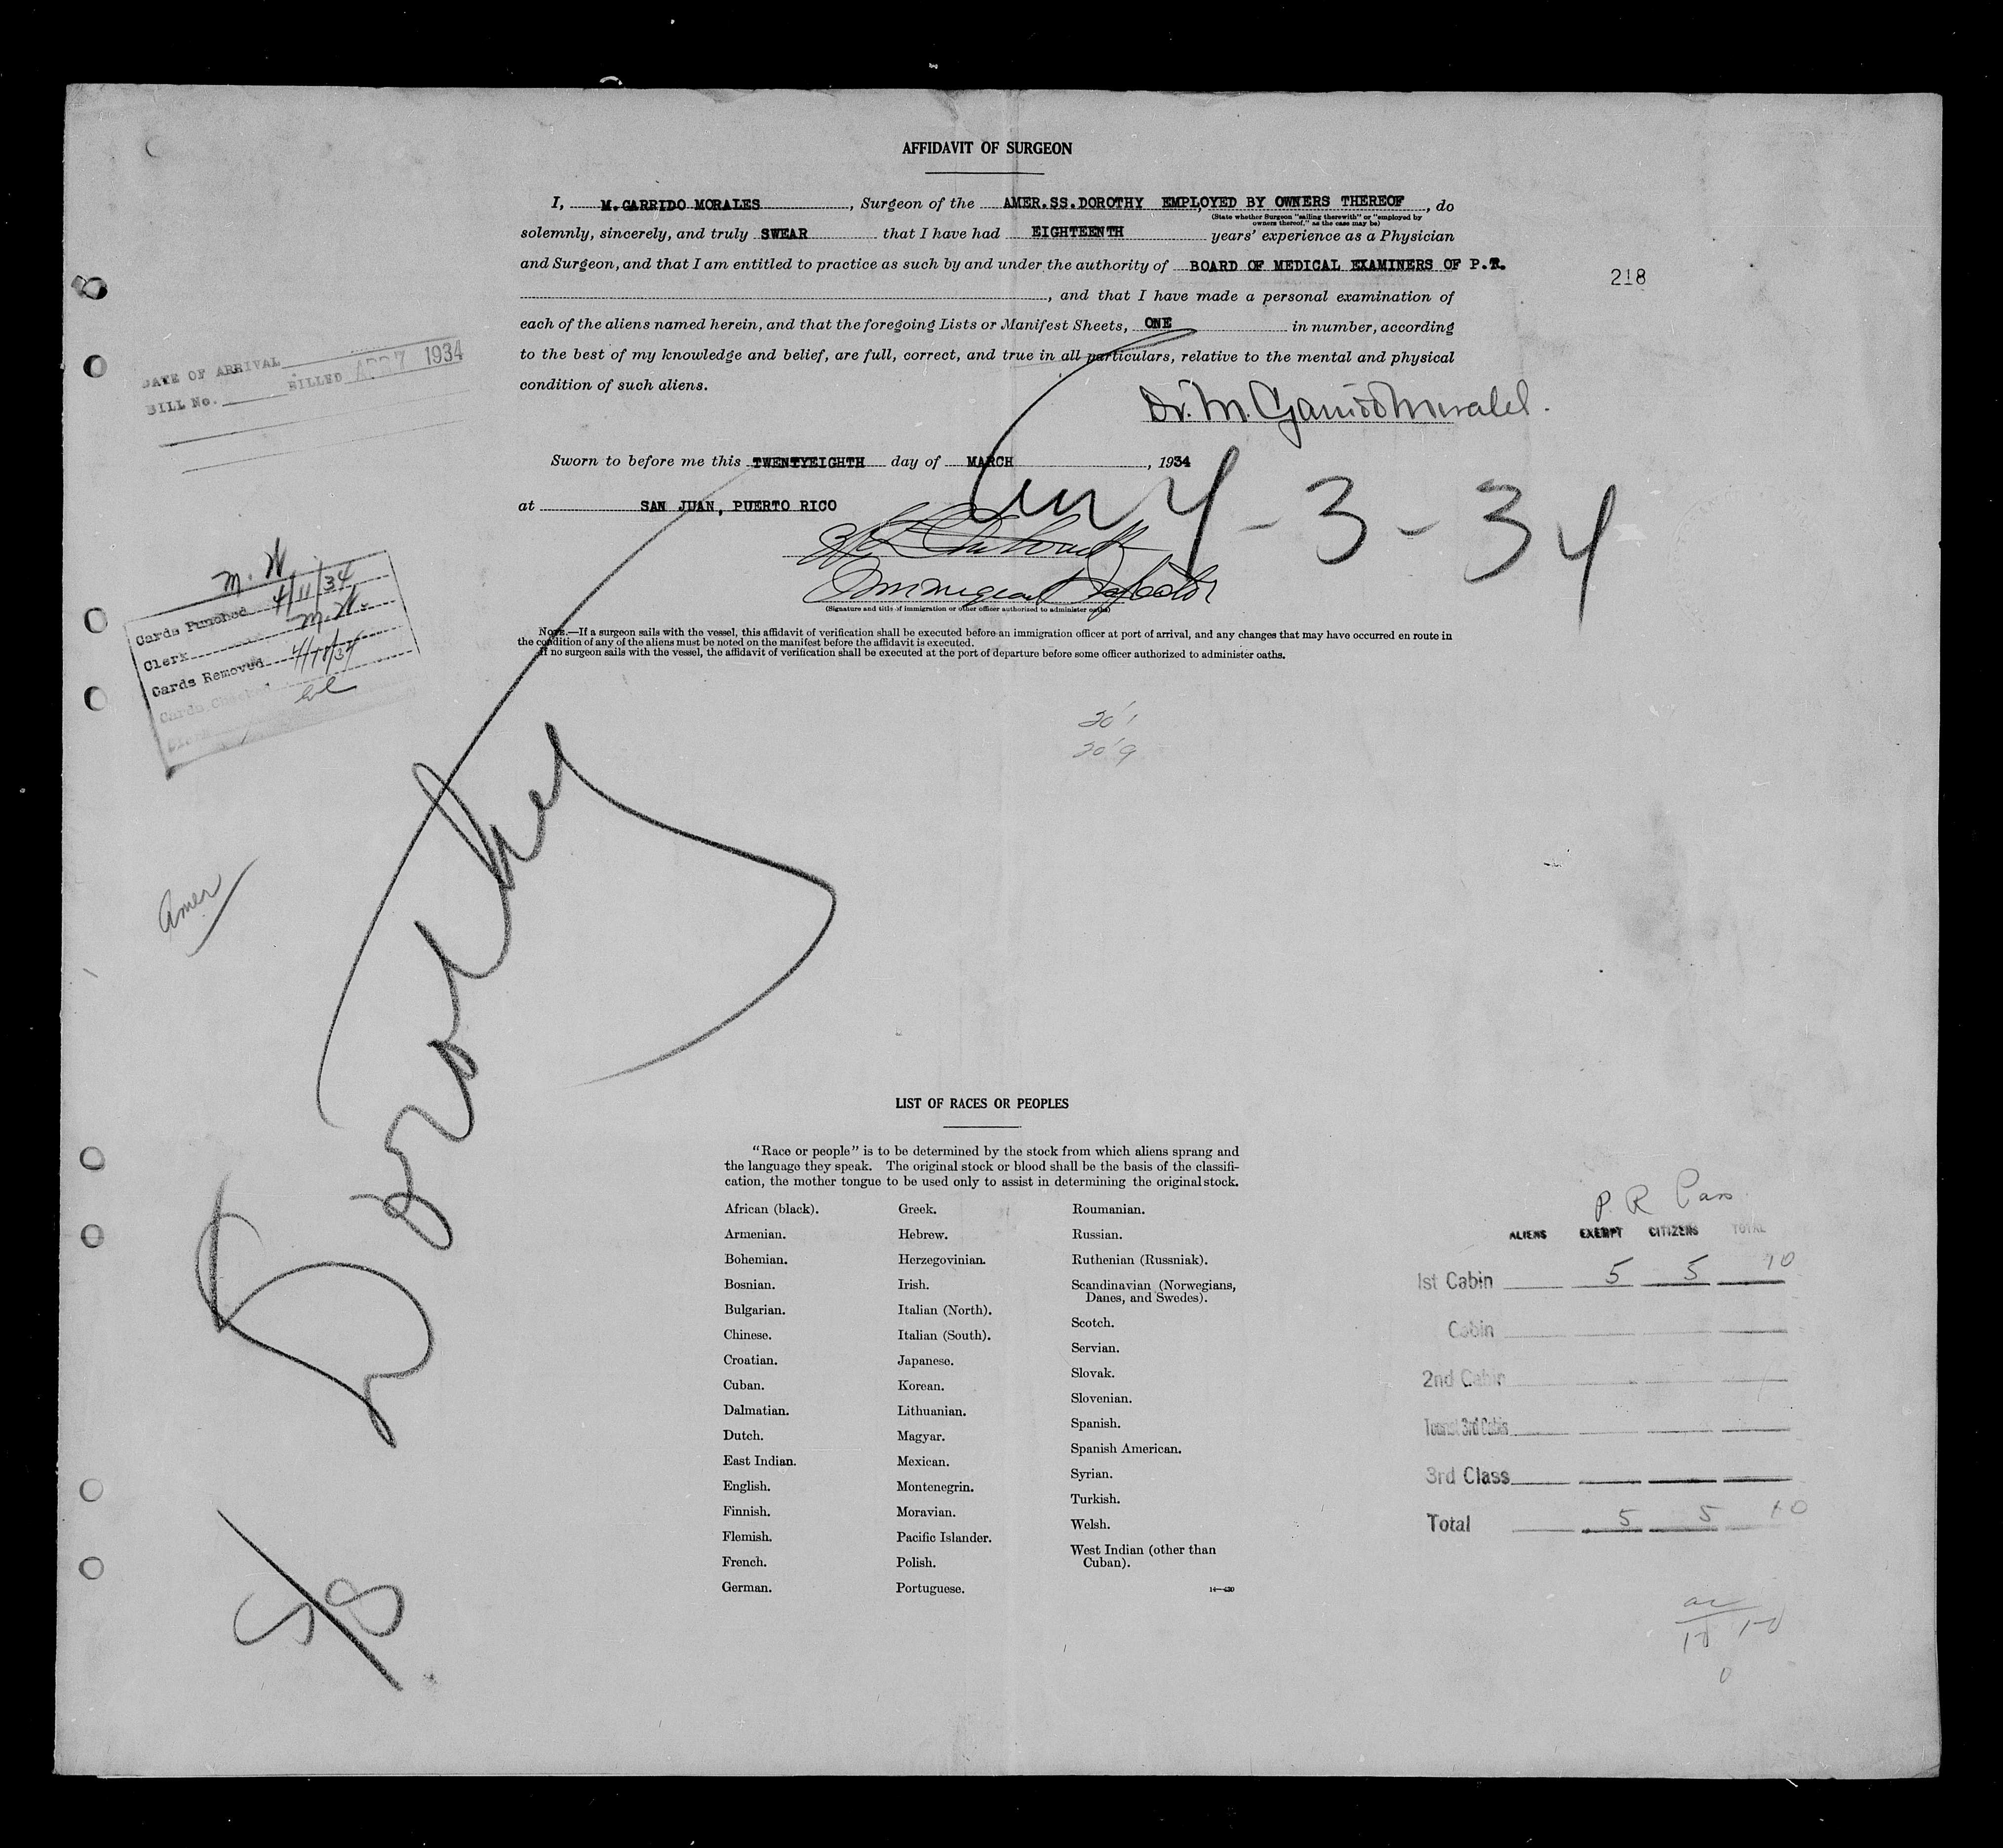 AFFIDAVIT OF SURGEON
I, M. GARRIDO MORALES, Surgeon of the AMER.SS.DOROTHY EMPLOYED BY OWNERS THEREOF, do
(State whether Surgeon "sailing therewith" or "employed by
owners thereof," as the case may be)
solemnly, sincerely, and truly SWEAR that I have had EIGHTEENTH years' experience as a Physician
and Surgeon, and that I am entitled to practice as such by and under the authority of BOARD OF MEDICAL EXAMINERS OF P.R.
218
, and that I have made a personal examination of
each of the aliens named herein, and that the foregoing Lists or Manifest Sheets, ONE in number, according
to the best of my knowledge and belief, are full, correct, and true in all particulars, relative to the mental and physical
condition of such aliens.
DATE OF ARRIVAL
BILL No. BILLED APR 7 1934
Dr. M. Garrido Morales.
Sworn to before me this TWENTYEIGHTH day of MARCH, 1934
at SAN JUAN, PUERTO RICO
4-3-34
Immigrant Inspector
(Signature and title of immigration or other officer authorized to administer oaths)
NOTE.—If a surgeon sails with the vessel, this affidavit of verification shall be executed before an immigration officer at port of arrival, and any changes that may have occurred en route in
the condition of any of the aliens must be noted on the manifest before the affidavit is executed.
If no surgeon sails with the vessel, the affidavit of verification shall be executed at the port of departure before some officer authorized to administer oaths.
M.W.
Cards Punched 4/11/34
Clerk M.W.
Cards Removed 4/11/34
Cards Checked
Clerk
30'1
30'9
Amer
Dorothy
5/8
LIST OF RACES OR PEOPLES
"Race or people" is to be determined by the stock from which aliens sprang and
the language they speak. The original stock or blood shall be the basis of the classifi-
cation, the mother tongue to be used only to assist in determining the original stock.
African (black).
Armenian.
Bohemian.
Bosnian.
Bulgarian.
Chinese.
Croatian.
Cuban.
Dalmatian.
Dutch.
East Indian.
English.
Finnish.
Flemish.
French.
German.
Greek.
Hebrew.
Herzegovinian.
Irish.
Italian (North).
Italian (South).
Japanese.
Korean.
Lithuanian.
Magyar.
Mexican.
Montenegrin.
Moravian.
Pacific Islander.
Polish.
Portuguese.
Roumanian.
Russian.
Ruthenian (Russniak).
Scandinavian (Norwegians,
Danes, and Swedes).
Scotch.
Servian.
Slovak.
Slovenian.
Spanish.
Spanish American.
Syrian.
Turkish.
Welsh.
West Indian (other than
Cuban).
P. R Pass
ALIENS EXEMPT CITIZENS TOTAL
1st Cabin 5 5 10
Cabin
2nd Cabin
Tourist 3rd Cabin
3rd Class
Total 5 5 10